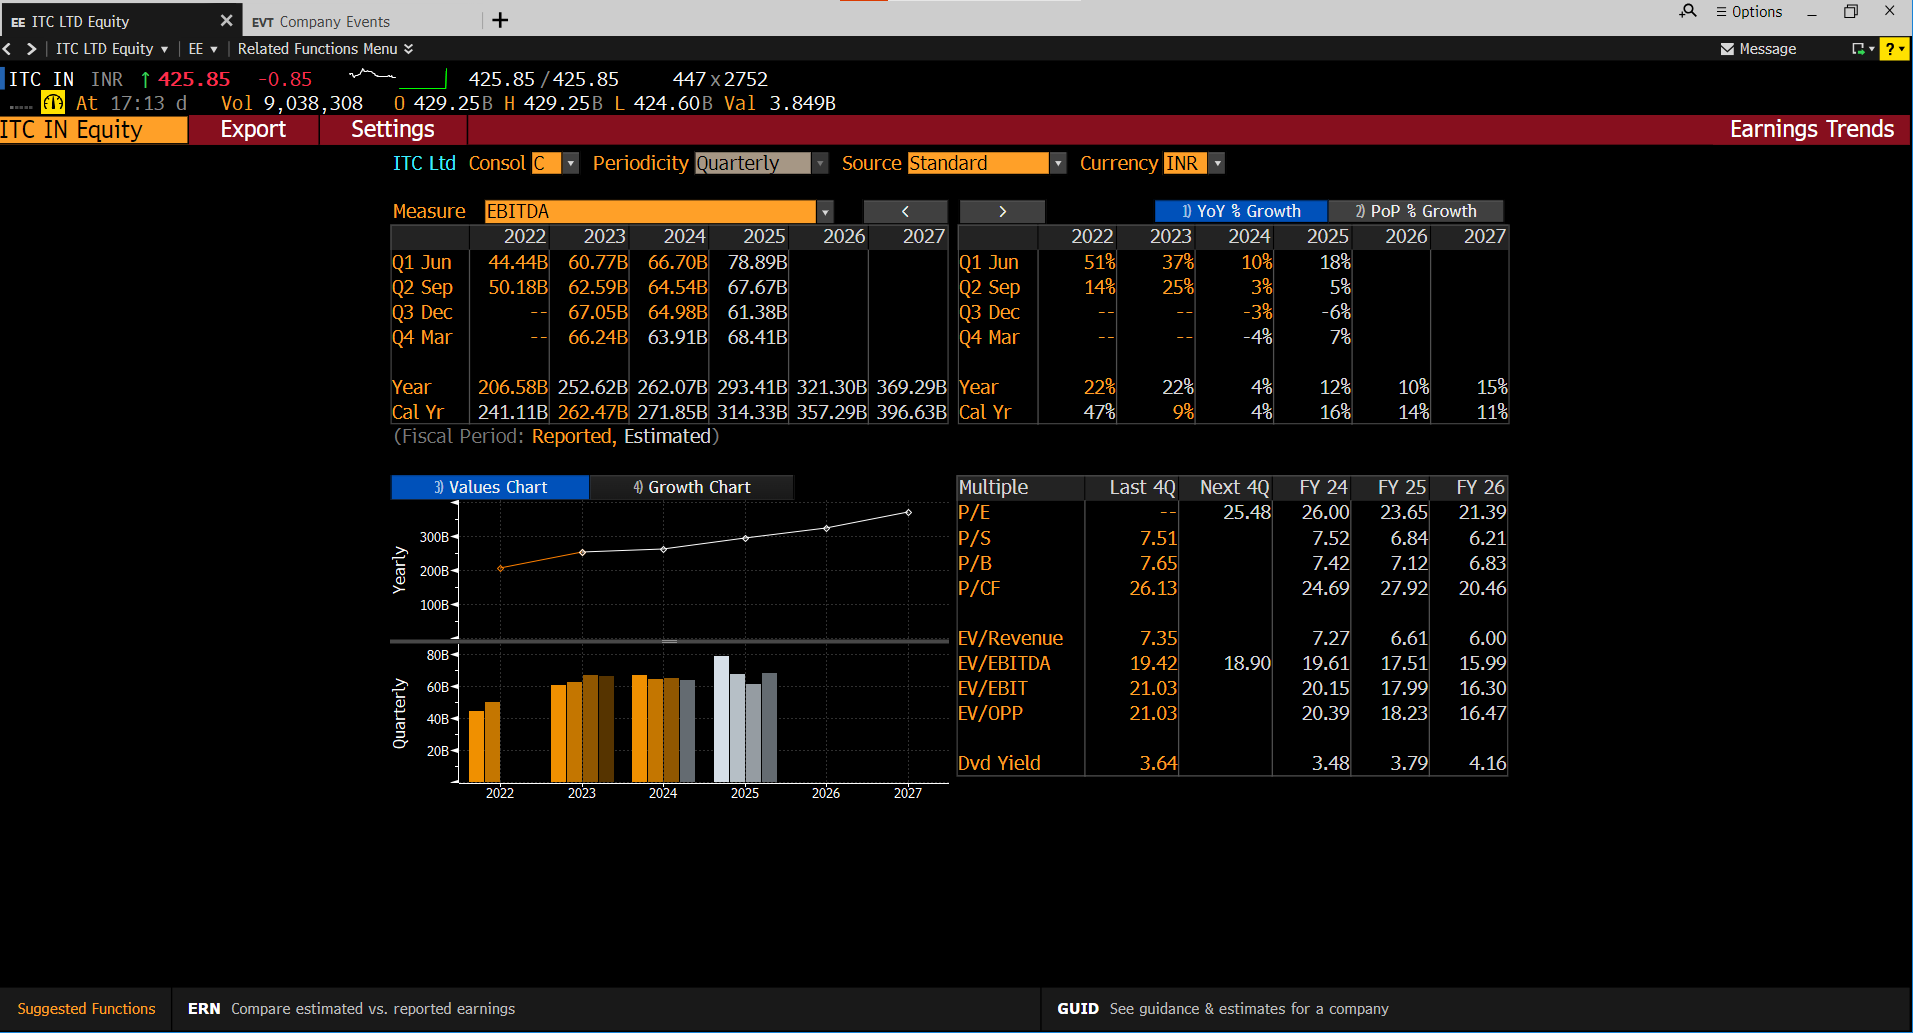 EE ITC LTD Equity × EVT Company Events + Options
< > ITC LTD Equity EE Related Functions Menu Message ?
ITC IN INR ↑ 425.85 -0.85 425.85 / 425.85 447 x 2752
At 17:13 d Vol 9,038,308 O 429.25B H 429.25B L 424.60B Val 3.849B
ITC IN Equity Export Settings Earnings Trends
ITC Ltd Consol C Periodicity Quarterly Source Standard Currency INR
Measure EBITDA < > 1) YoY % Growth 2) PoP % Growth
2022 2023 2024 2025 2026 2027 2022 2023 2024 2025 2026 2027
Q1 Jun 44.44B 60.77B 66.70B 78.89B Q1 Jun 51% 37% 10% 18%
Q2 Sep 50.18B 62.59B 64.54B 67.67B Q2 Sep 14% 25% 3% 5%
Q3 Dec -- 67.05B 64.98B 61.38B Q3 Dec -- -- -3% -6%
Q4 Mar -- 66.24B 63.91B 68.41B Q4 Mar -- -- -4% 7%
Year 206.58B 252.62B 262.07B 293.41B 321.30B 369.29B Year 22% 22% 4% 12% 10% 15%
Cal Yr 241.11B 262.47B 271.85B 314.33B 357.29B 396.63B Cal Yr 47% 9% 4% 16% 14% 11%
(Fiscal Period: Reported, Estimated)
3) Values Chart 4) Growth Chart
Yearly
300B
200B
100B
Quarterly
80B
60B
40B
20B
2022 2023 2024 2025 2026 2027
Multiple Last 4Q Next 4Q FY 24 FY 25 FY 26
P/E -- 25.48 26.00 23.65 21.39
P/S 7.51 7.52 6.84 6.21
P/B 7.65 7.42 7.12 6.83
P/CF 26.13 24.69 27.92 20.46
EV/Revenue 7.35 7.27 6.61 6.00
EV/EBITDA 19.42 18.90 19.61 17.51 15.99
EV/EBIT 21.03 20.15 17.99 16.30
EV/OPP 21.03 20.39 18.23 16.47
Dvd Yield 3.64 3.48 3.79 4.16
Suggested Functions ERN Compare estimated vs. reported earnings GUID See guidance & estimates for a company